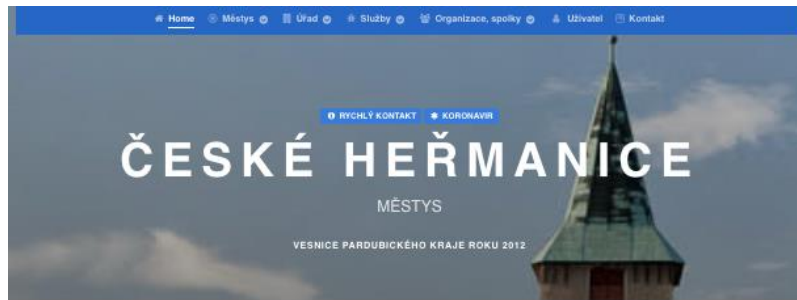 Home Městys Úřad Služby Organizace, spolky Uživatel Kontakt
RYCHLÝ KONTAKT KORONAVIR
ČESKÉ HEŘMANICE
MĚSTYS
VESNICE PARDUBICKÉHO KRAJE ROKU 2012